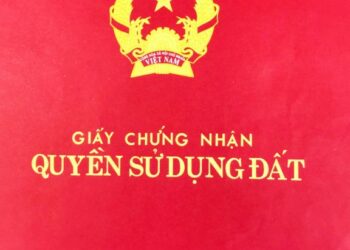 VIỆT NAM
GIẤY CHỨNG NHẬN
QUYỀN SỬ DỤNG ĐẤT